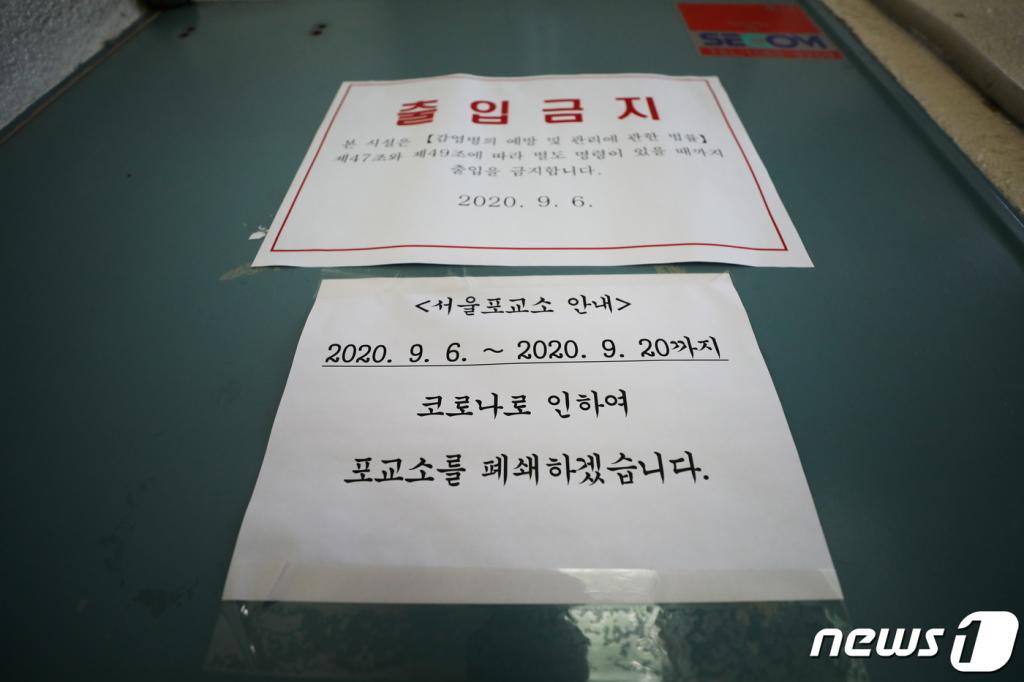 SECOM
출입금지
본 시설은 【감염병의 예방 및 관리에 관한 법률】
제47조와 제49조에 따라 별도 명령이 있을 때까지
출입을 금지합니다.
2020. 9. 6.
<서울포교소 안내>
2020. 9. 6. ~ 2020. 9. 20까지
코로나로 인하여
포교소를 폐쇄하겠습니다.
news1